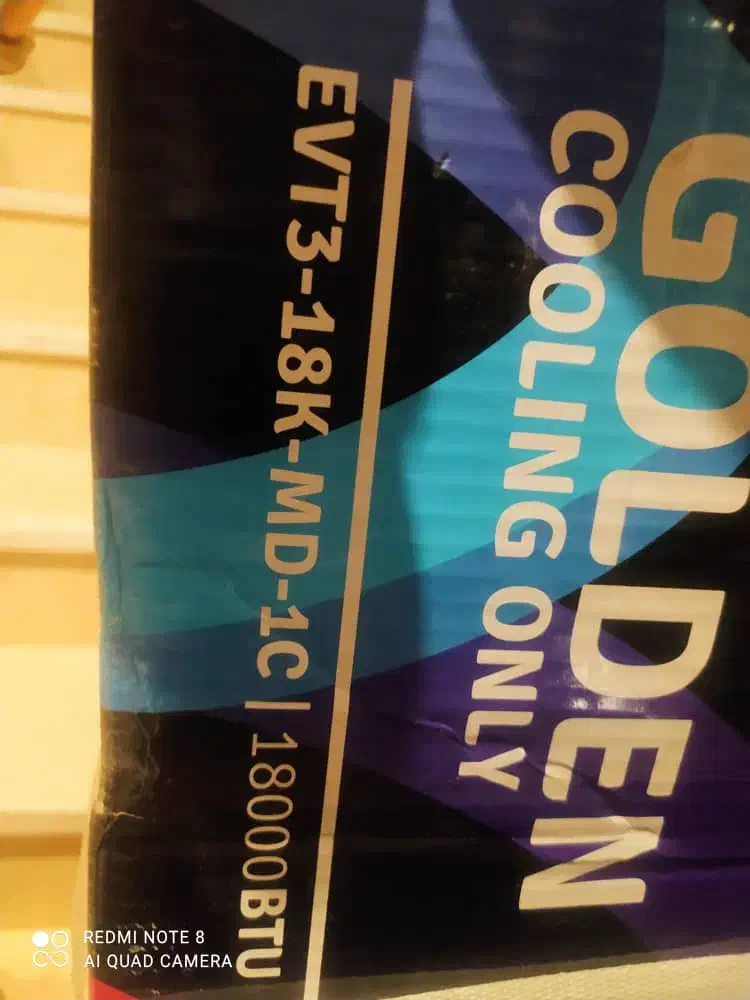 GOLDEN
COOLING ONLY
EVT3-18K-MD-1C | 18000BTU
REDMI NOTE 8
AI QUAD CAMERA